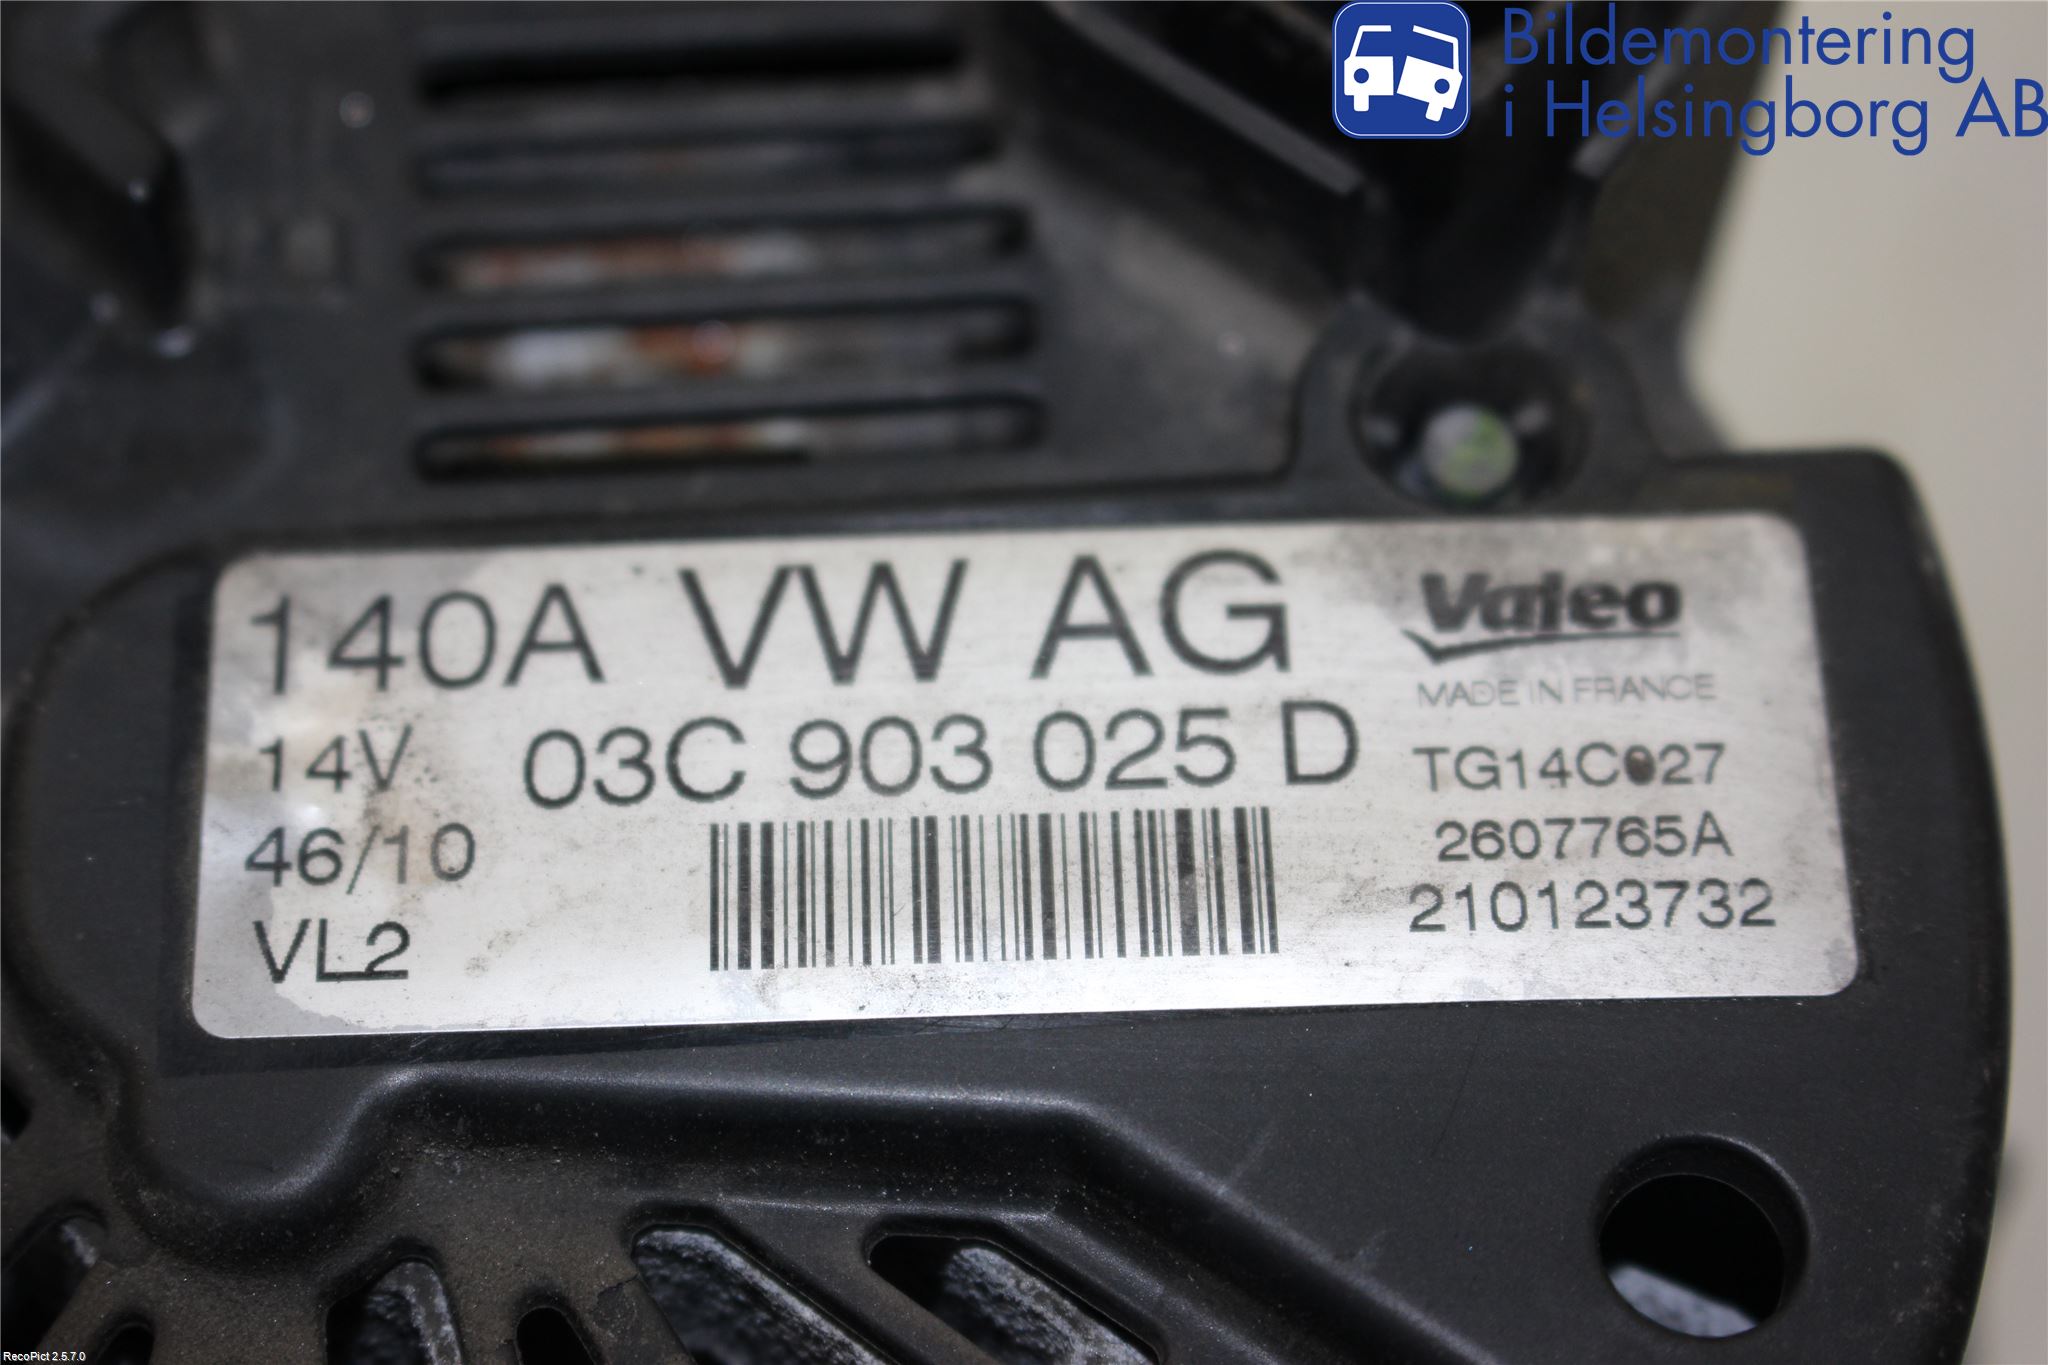 Bildemontering
i Helsingborg AB
140A VW AG
Valeo
MADE IN FRANCE
14V 03C 903 025 D
TG14C027
46/10
2607765A
VL2
210123732
RecoPict 2.5.7.0